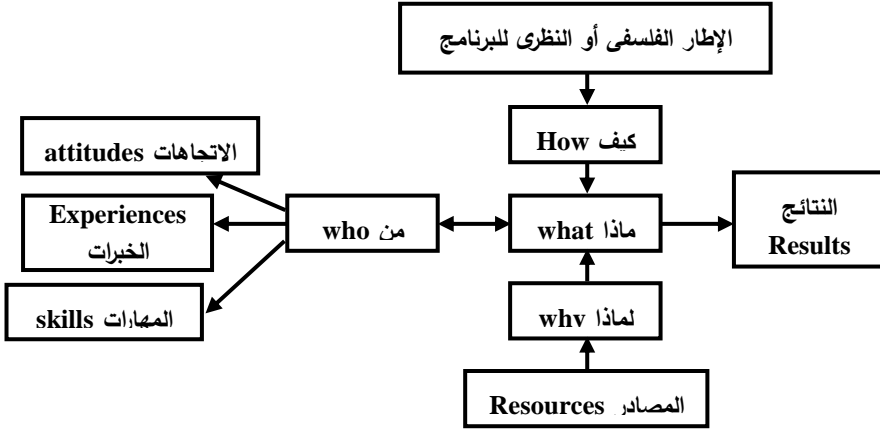 الإطار الفلسفى أو النظرى للبرنامج
كيف How
الاتجاهات attitudes
النتائج
Results
Experiences
الخبرات
من who
ماذا what
المهارات skills
لماذا why
المصادر Resources